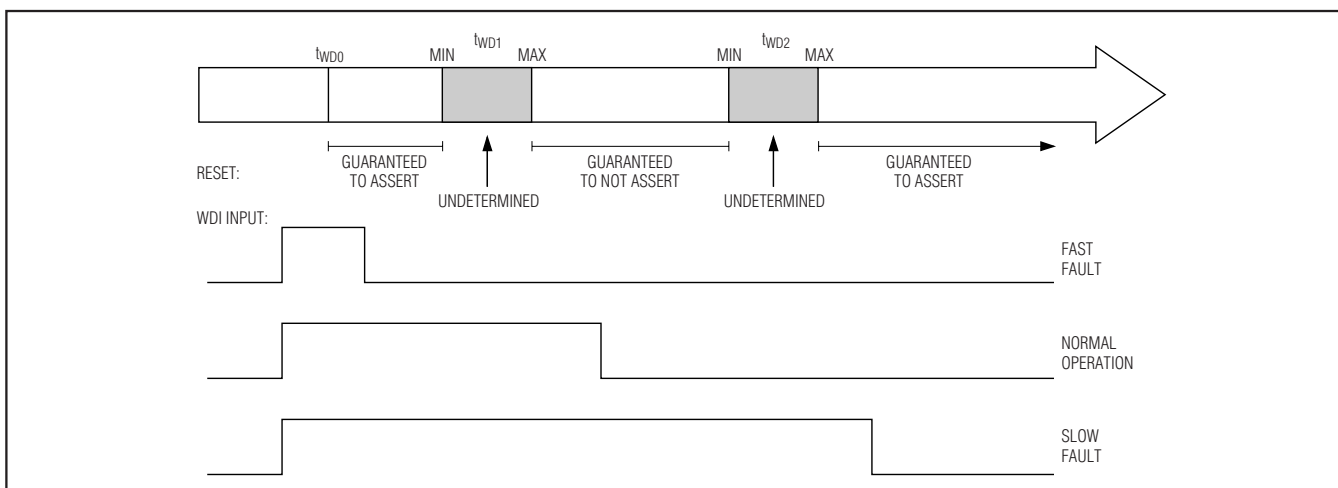 tWD0
MIN
tWD1
MAX
MIN
tWD2
MAX
RESET:
GUARANTEED
TO ASSERT
UNDETERMINED
GUARANTEED
TO NOT ASSERT
UNDETERMINED
GUARANTEED
TO ASSERT
WDI INPUT:
FAST
FAULT
NORMAL
OPERATION
SLOW
FAULT